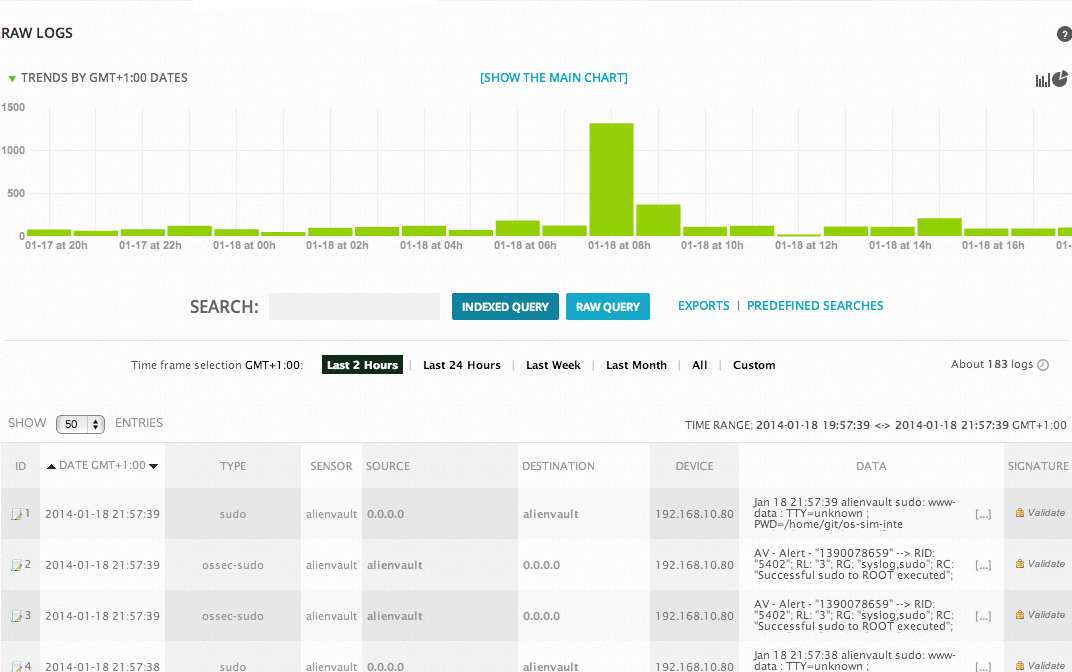 RAW LOGS
?
TRENDS BY GMT+1:00 DATES [SHOW THE MAIN CHART]
1500
1000
500
0
01-17 at 20h 01-17 at 22h 01-18 at 00h 01-18 at 02h 01-18 at 04h 01-18 at 06h 01-18 at 08h 01-18 at 10h 01-18 at 12h 01-18 at 14h 01-18 at 16h 01-
SEARCH: INDEXED QUERY RAW QUERY EXPORTS | PREDEFINED SEARCHES
Time frame selection GMT+1:00: Last 2 Hours | Last 24 Hours | Last Week | Last Month | All | Custom About 183 logs
SHOW 50 ENTRIES
TIME RANGE: 2014-01-18 19:57:39 <-> 2014-01-18 21:57:39 GMT+1:00
ID DATE GMT+1:00 TYPE SENSOR SOURCE DESTINATION DEVICE DATA SIGNATURE
1 2014-01-18 21:57:39 sudo alienvault 0.0.0.0 alienvault 192.168.10.80 Jan 18 21:57:39 alienvault sudo: www-
data : TTY=unknown ;
PWD=/home/git/os-sim-inte
[...] Validate
2 2014-01-18 21:57:39 ossec-sudo alienvault alienvault 0.0.0.0 192.168.10.80 AV - Alert - "1390078659" --> RID:
"5402"; RL: "3"; RG: "syslog,sudo"; RC:
"Successful sudo to ROOT executed";
[...] Validate
3 2014-01-18 21:57:39 ossec-sudo alienvault alienvault 0.0.0.0 192.168.10.80 AV - Alert - "1390078659" --> RID:
"5402"; RL: "3"; RG: "syslog,sudo"; RC:
"Successful sudo to ROOT executed";
[...] Validate
4 2014-01-18 21:57:38 sudo alienvault 0.0.0.0 alienvault 192.168.10.80 Jan 18 21:57:38 alienvault sudo: www-
data : TTY=unknown ;
[...] Validate